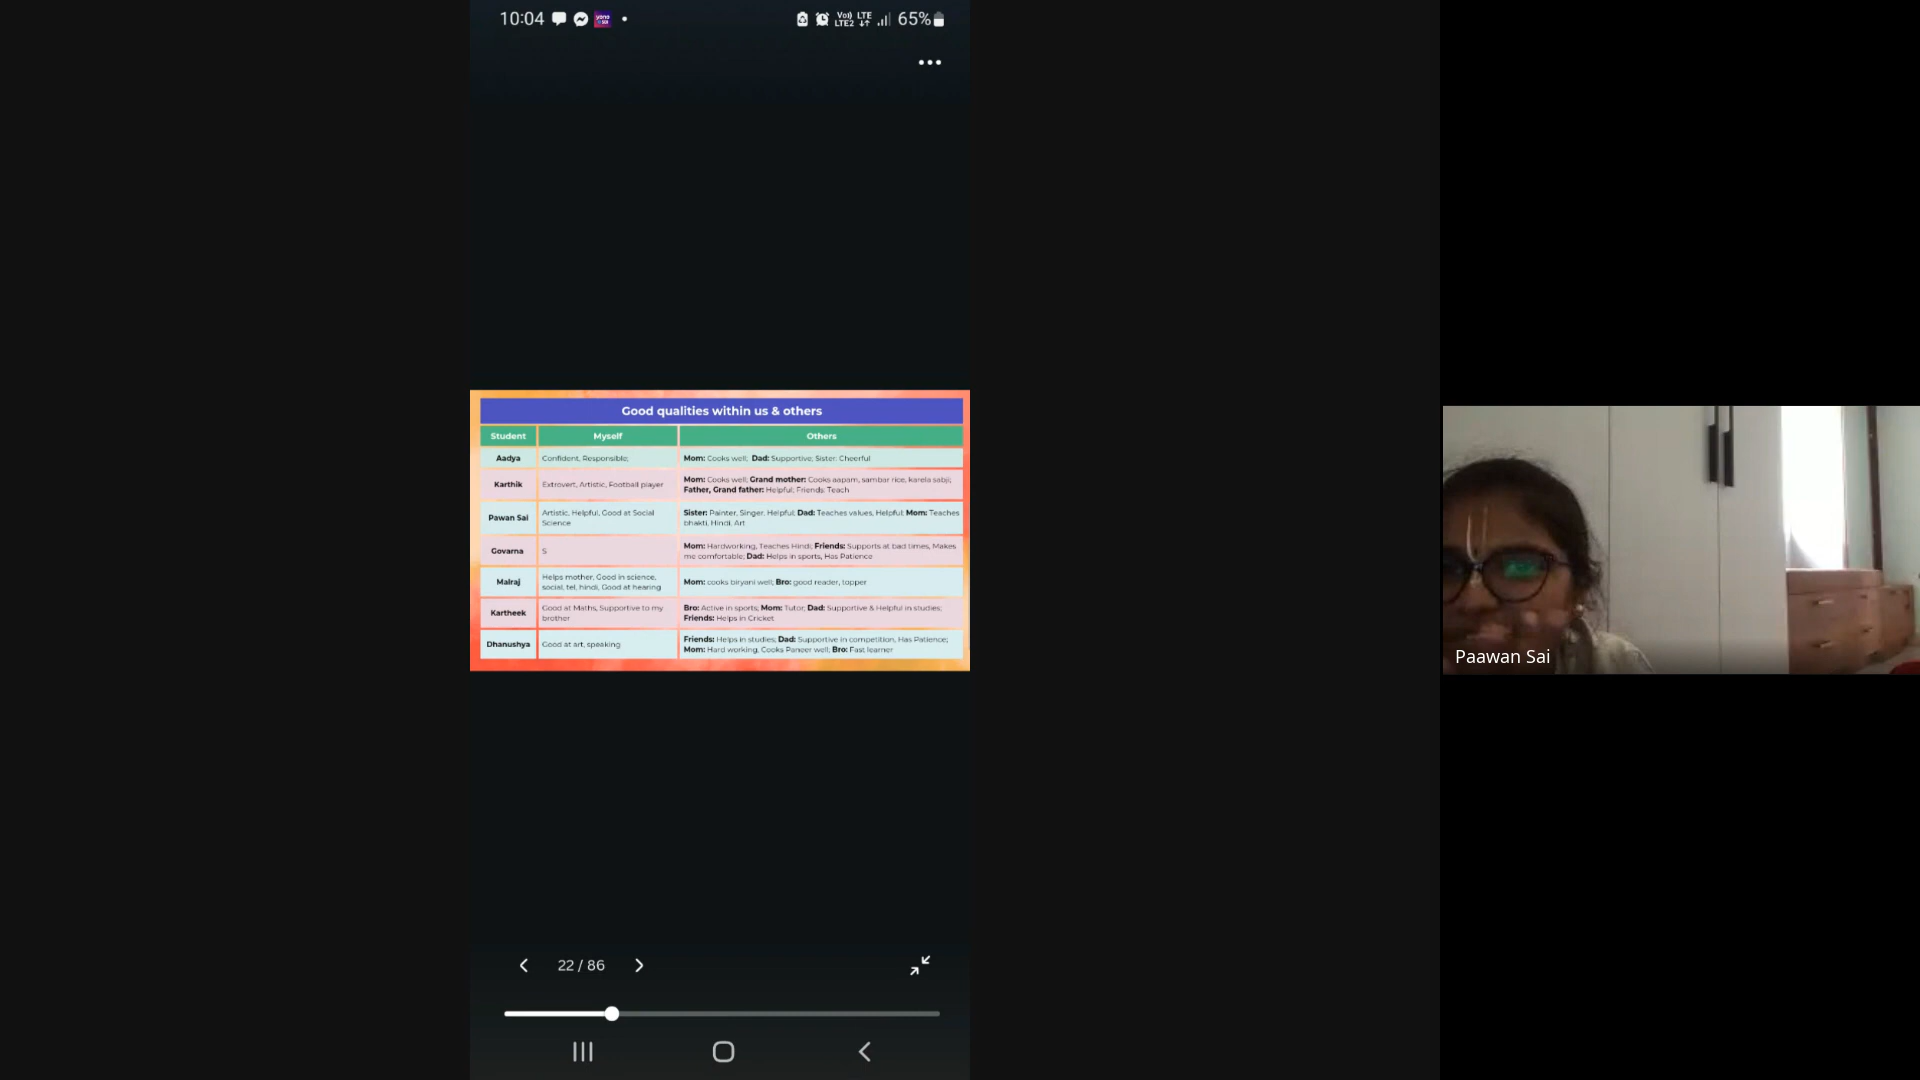 10:04
Vo) LTE
LTE2
65%
Good qualities within us & others
Student Myself Others
Aadya Confident, Responsible; Mom: Cooks well; Dad: Supportive; Sister: Cheerful
Karthik Extrovert, Artistic, Football player Mom: Cooks well; Grand mother: Cooks aapam, sambar rice, karela sabji;
Father, Grand father: Helpful; Friends: Teach
Pawan Sai Artistic, Helpful, Good at Social
Science Sister: Painter, Singer, Helpful; Dad: Teaches values, Helpful; Mom: Teaches
bhakti, Hindi, Art
Govarna S Mom: Hardworking, Teaches Hindi; Friends: Supports at bad times, Makes
me comfortable; Dad: Helps in sports, Has Patience
Malraj Helps mother, Good in science,
social, tel, hindi, Good at hearing Mom: cooks biryani well; Bro: good reader, topper
Kartheek Good at Maths, Supportive to my
brother Bro: Active in sports; Mom: Tutor; Dad: Supportive & Helpful in studies;
Friends: Helps in Cricket
Dhanushya Good at art, speaking Friends: Helps in studies; Dad: Supportive in competition, Has Patience;
Mom: Hard working, Cooks Paneer well; Bro: Fast learner
Paawan Sai
22 / 86